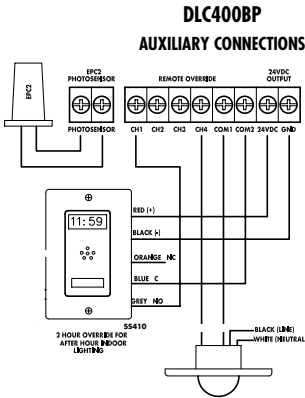 DLC400BP
AUXILIARY CONNECTIONS
EPC2
PHOTOSENSOR
REMOTE OVERRIDE
24VDC
OUTPUT
EPC2
PHOTOSENSOR
CH1 CH2 CH3 CH4 COM1 COM2 24VDC GND
RED (+)
11:59
BLACK (-)
ORANGE N/C
BLUE C
GREY N/O
SS410
2 HOUR OVERRIDE FOR
AFTER HOUR INDOOR
LIGHTING
BLACK (LINE)
WHITE (NEUTRAL